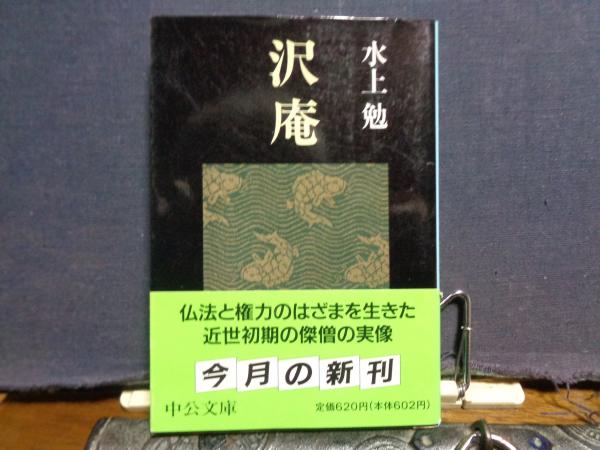 沢庵
水上勉
仏法と権力のはざまを生きた
近世初期の傑僧の実像
今月の新刊
中公文庫
定価620円(本体602円)